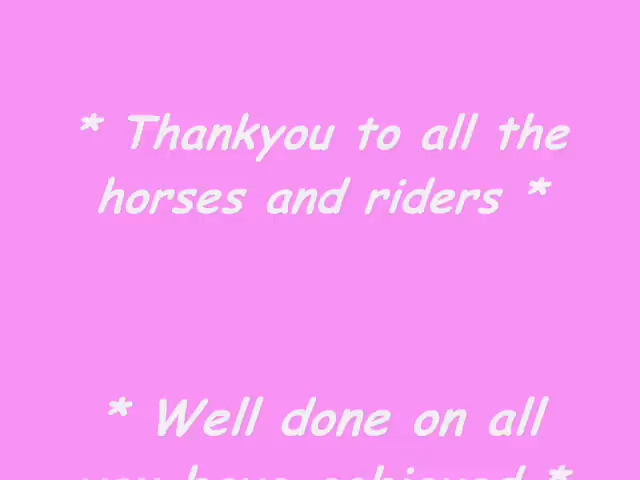 * Thankyou to all the
horses and riders *
* Well done on all
you have achieved *